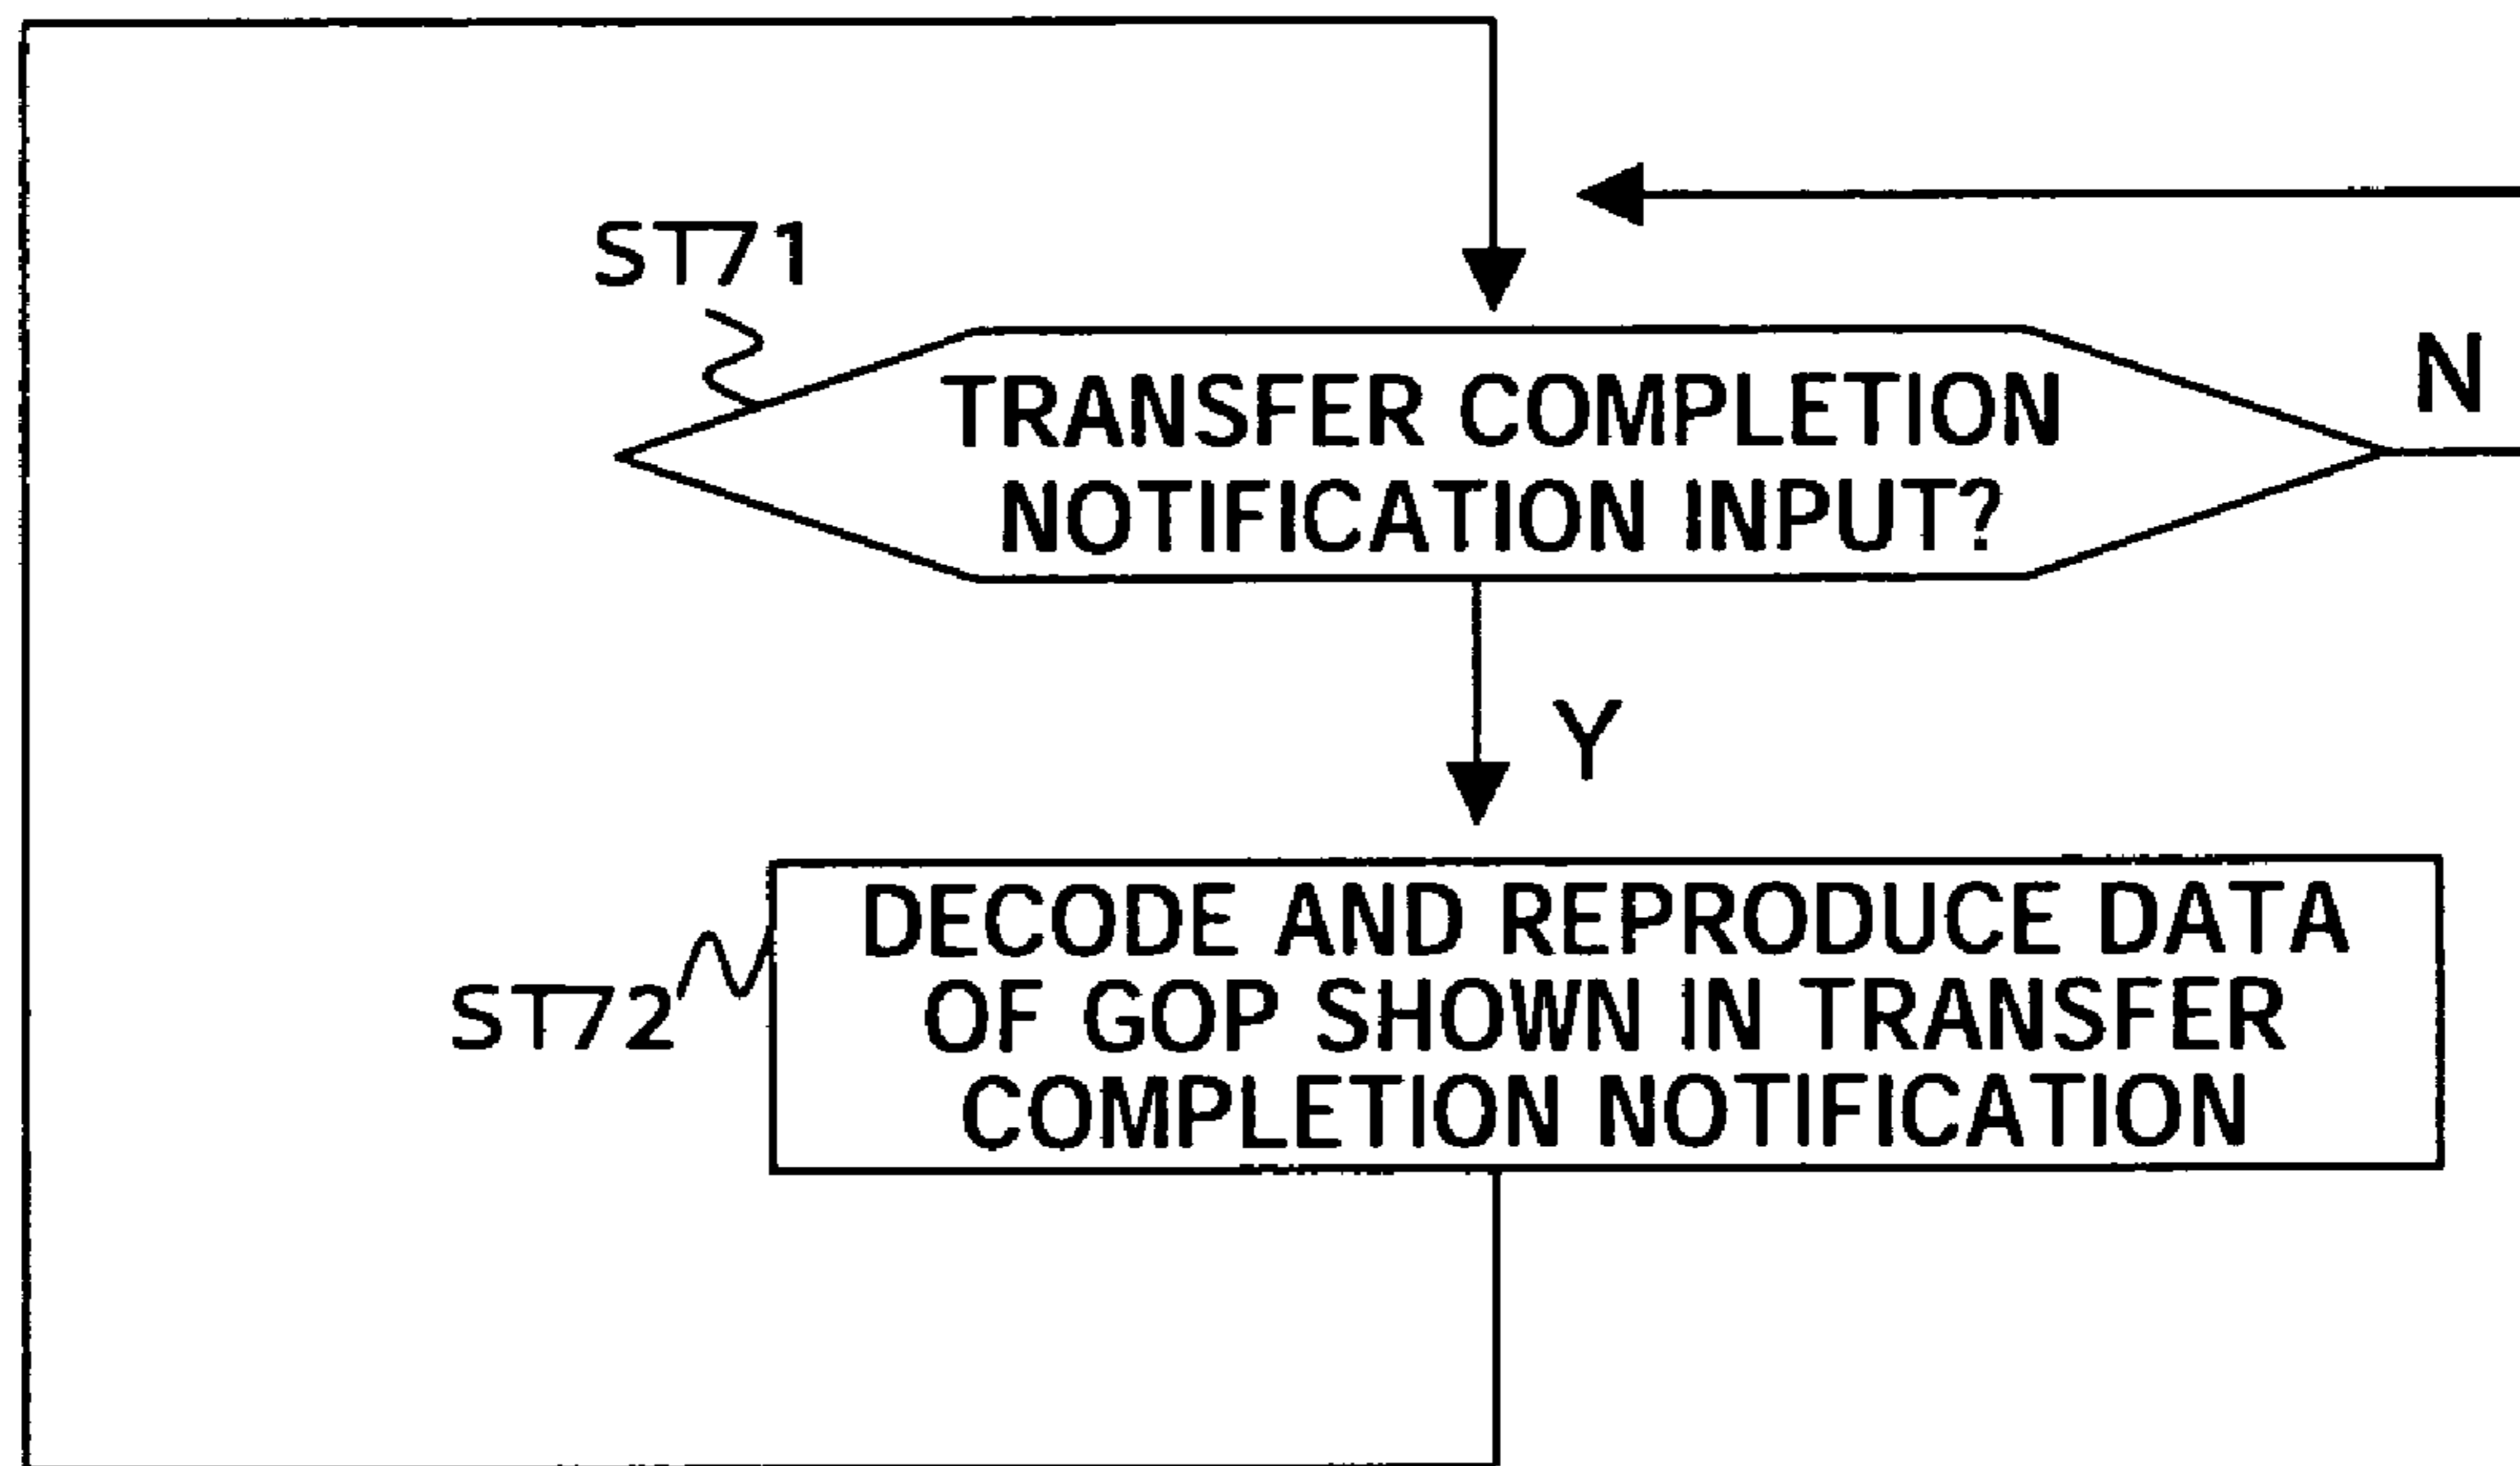 ST71
N
TRANSFER COMPLETION
NOTIFICATION INPUT?
Y
DECODE AND REPRODUCE DATA
OF GOP SHOWN IN TRANSFER
COMPLETION NOTIFICATION
ST72